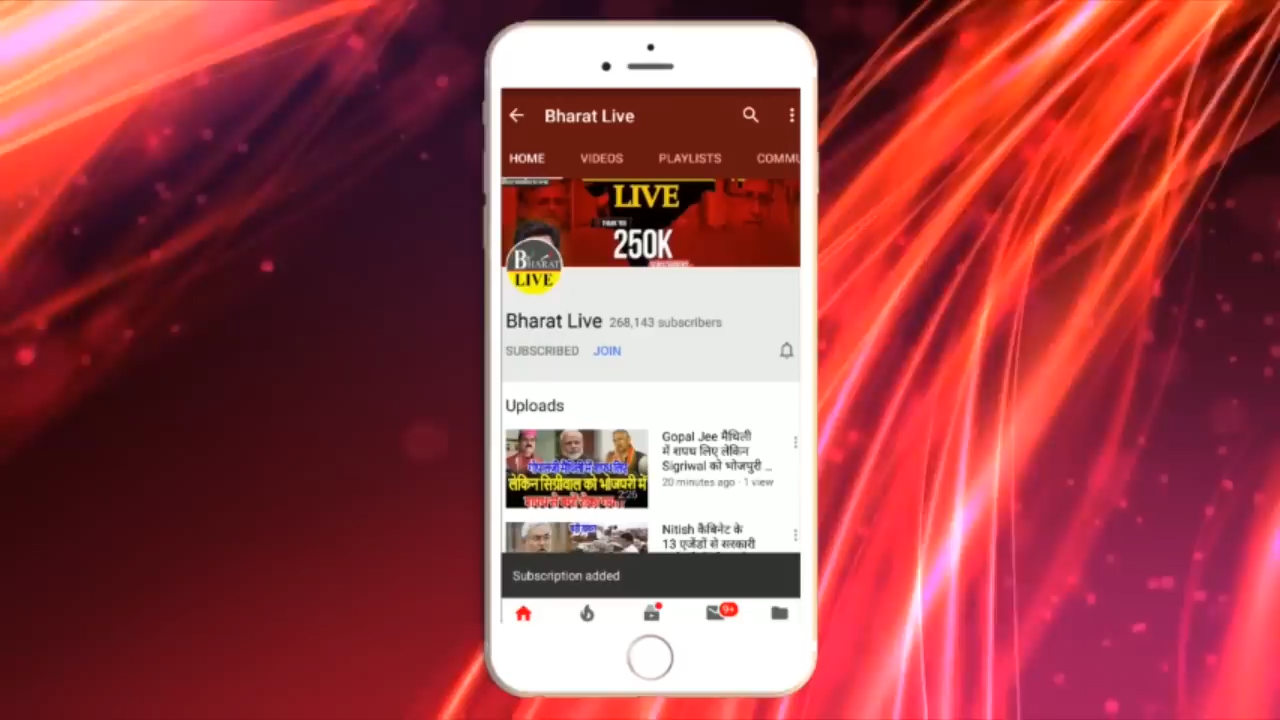 Bharat Live
HOME VIDEOS PLAYLISTS COMMU
LIVE
THANK YOU
250K
BHARAT
LIVE
Bharat Live 268,143 subscribers
SUBSCRIBED JOIN
Uploads
Gopal Jee मैथिली
में शपथ लिए लेकिन
Sigriwal को भोजपुरी ...
20 minutes ago · 1 view
लेकिन सिग्रीवाल को भोजपुरी में
2:26
Nitish कैबिनेट के
13 एजेंडों से सरकारी
Subscription added
9+